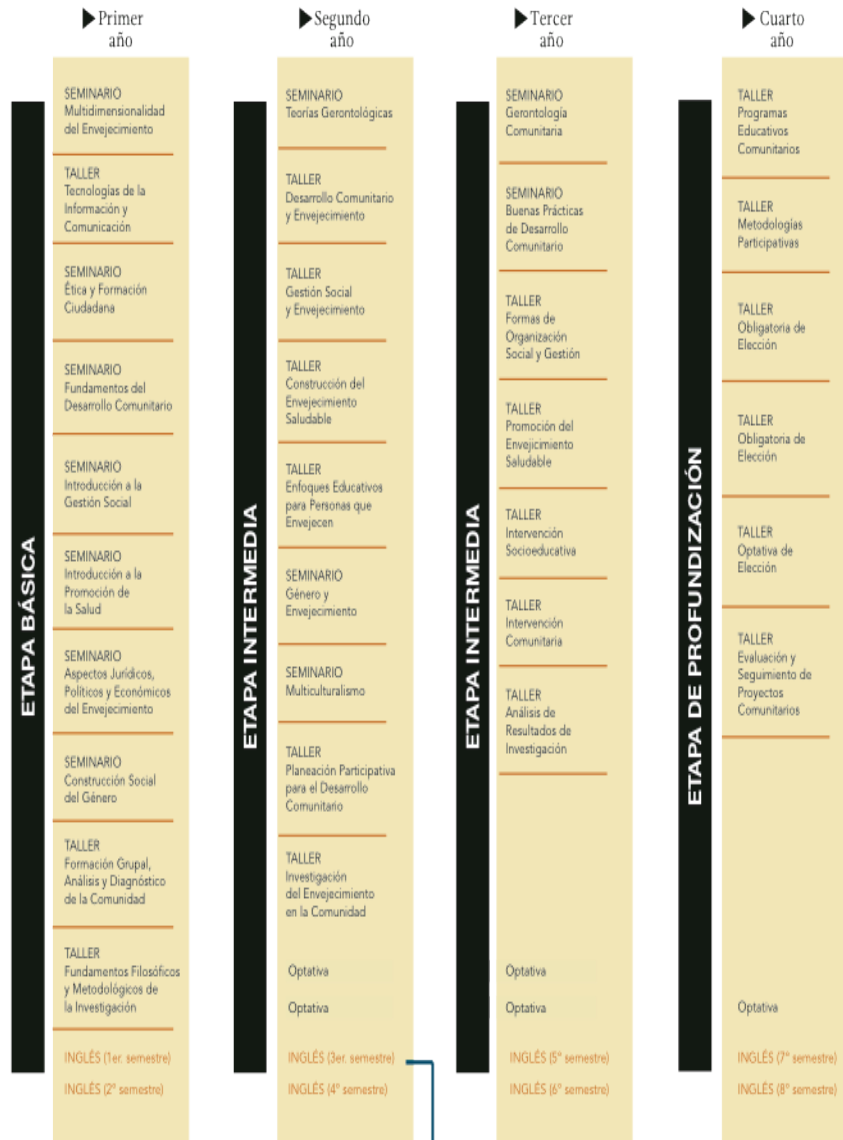 Primer
año
ETAPA BÁSICA
SEMINARIO
Multidimensionalidad
del Envejecimiento
TALLER
Tecnologías de la
Información y
Comunicación
SEMINARIO
Ética y Formación
Ciudadana
SEMINARIO
Fundamentos del
Desarrollo Comunitario
SEMINARIO
Introducción a la
Gestión Social
SEMINARIO
Introducción a la
Promoción de
la Salud
SEMINARIO
Aspectos Jurídicos,
Políticos y Económicos
del Envejecimiento
SEMINARIO
Construcción Social
del Género
TALLER
Formación Grupal,
Análisis y Diagnóstico
de la Comunidad
TALLER
Fundamentos Filosóficos
y Metodológicos de
la Investigación
INGLÉS (1er. semestre)
INGLÉS (2º semestre)
Segundo
año
ETAPA INTERMEDIA
SEMINARIO
Teorías Gerontológicas
TALLER
Desarrollo Comunitario
y Envejecimiento
TALLER
Gestión Social
y Envejecimiento
TALLER
Construcción del
Envejecimiento
Saludable
TALLER
Enfoques Educativos
para Personas que
Envejecen
SEMINARIO
Género y
Envejecimiento
SEMINARIO
Multiculturalismo
TALLER
Planeación Participativa
para el Desarrollo
Comunitario
TALLER
Investigación
del Envejecimiento
en la Comunidad
Optativa
Optativa
INGLÉS (3er. semestre)
INGLÉS (4º semestre)
Tercer
año
ETAPA INTERMEDIA
SEMINARIO
Gerontología
Comunitaria
SEMINARIO
Buenas Prácticas
de Desarrollo
Comunitario
TALLER
Formas de
Organización
Social y Gestión
TALLER
Promoción del
Envejicimiento
Saludable
TALLER
Intervención
Socioeducativa
TALLER
Intervención
Comunitaria
TALLER
Análisis de
Resultados de
Investigación
Optativa
Optativa
INGLÉS (5º semestre)
INGLÉS (6º semestre)
Cuarto
año
ETAPA DE PROFUNDIZACIÓN
TALLER
Programas
Educativos
Comunitarios
TALLER
Metodologías
Participativas
TALLER
Obligatoria de
Elección
TALLER
Obligatoria de
Elección
TALLER
Optativa de
Elección
TALLER
Evaluación y
Seguimiento de
Proyectos
Comunitarios
Optativa
INGLÉS (7º semestre)
INGLÉS (8º semestre)